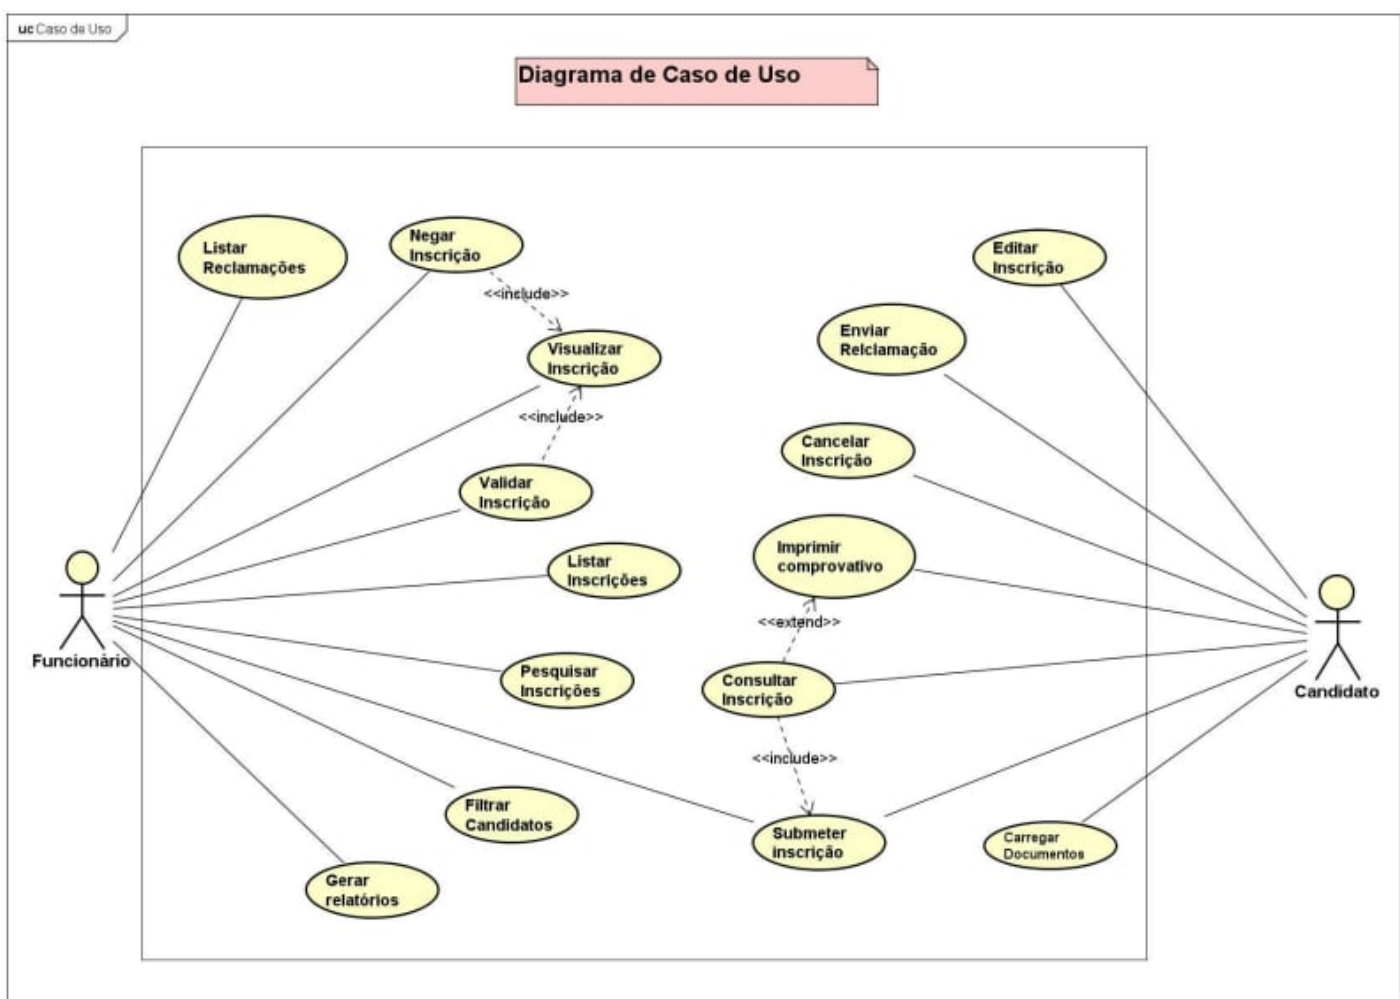 uc Caso de Uso
Diagrama de Caso de Uso
Listar
Reclamações
Negar
Inscrição
Editar
Inscrição
<<include>>
Enviar
Relclamação
Visualizar
Inscrição
<<include>>
Cancelar
Inscrição
Validar
Inscrição
Imprimir
comprovativo
Listar
Inscrições
<<extend>>
Funcionário
Pesquisar
Inscrições
Consultar
Inscrição
Candidato
<<include>>
Filtrar
Candidatos
Submeter
inscrição
Carregar
Documentos
Gerar
relatórios